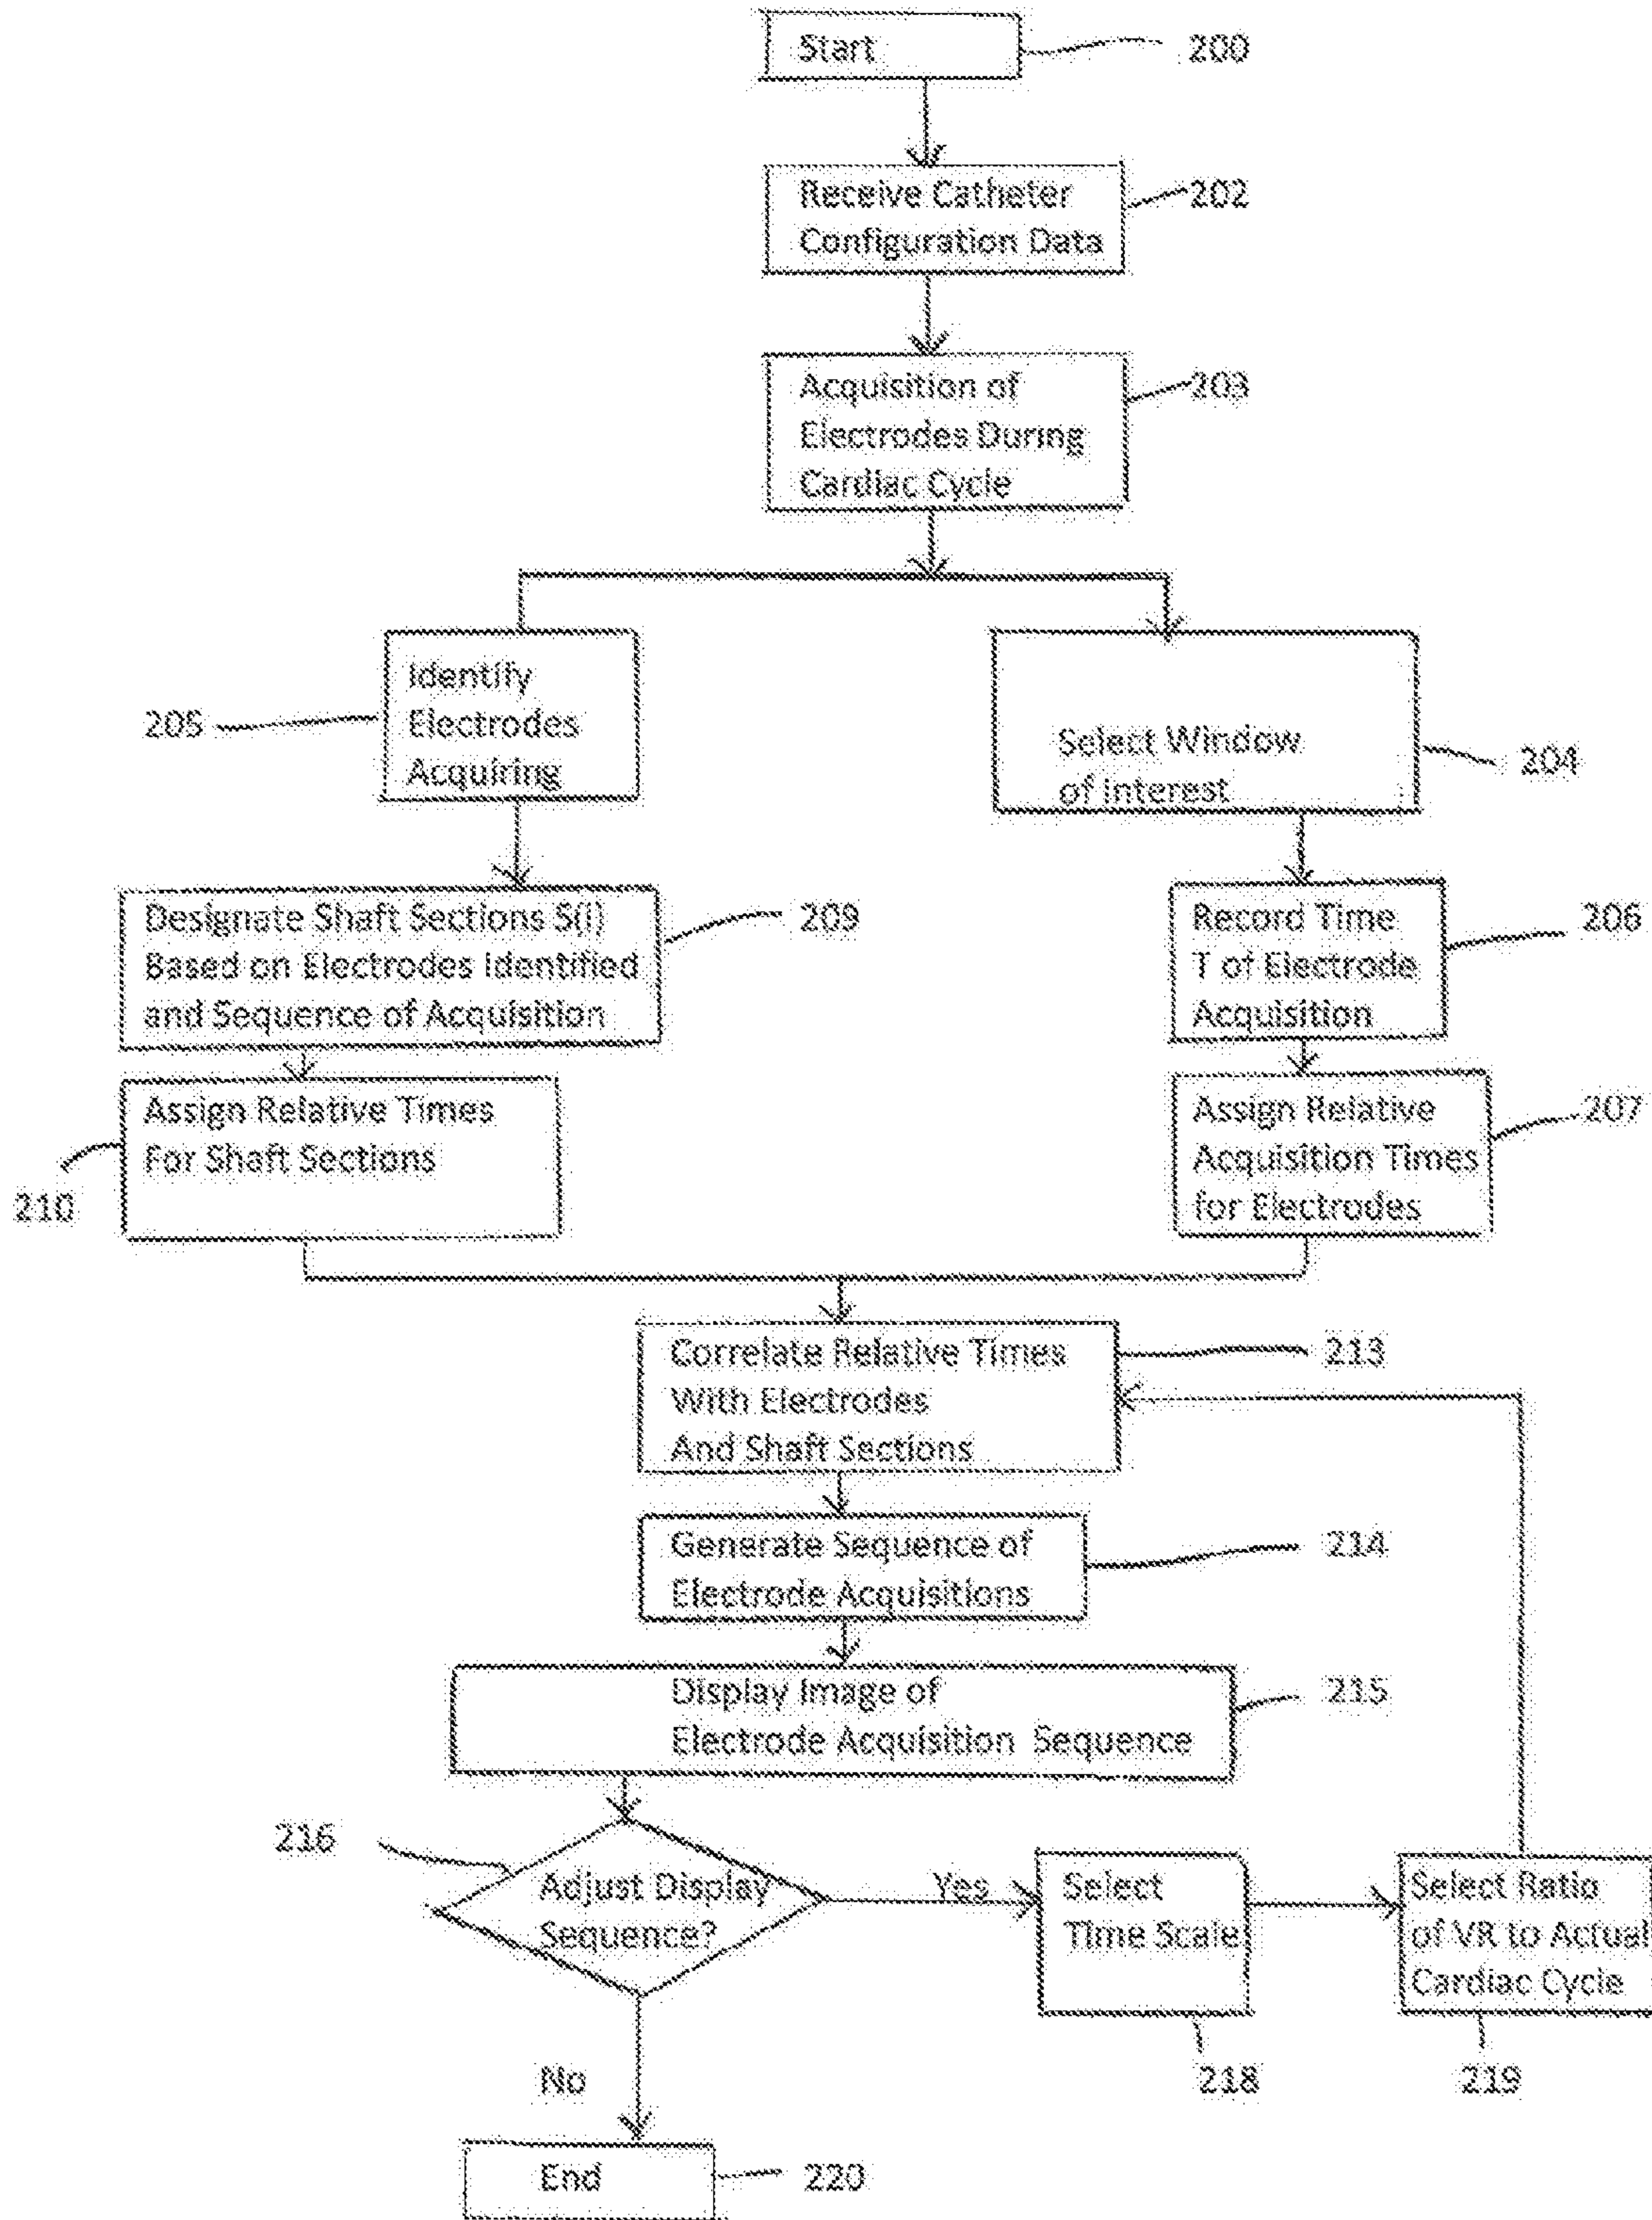 Start
200
Receive Catheter
Configuration Data
202
Acquisition of
Electrodes During
Cardiac Cycle
203
Identify
Electrodes
Acquiring
205
Select Window
of interest
204
Designate Shaft Sections S(i)
Based on Electrodes Identified
and Sequence of Acquisition
209
Record Time
T of Electrode
Acquisition
206
Assign Relative Times
For Shaft Sections
210
Assign Relative
Acquisition Times
for Electrodes
207
Correlate Relative Times
With Electrodes
And Shaft Sections
213
Generate Sequence of
Electrode Acquisitions
214
Display Image of
Electrode Acquisition Sequence
215
216
Adjust Display
Sequence?
Yes
Select
Time Scale
218
Select Ratio
of VR to Actual
Cardiac Cycle
219
No
End
220